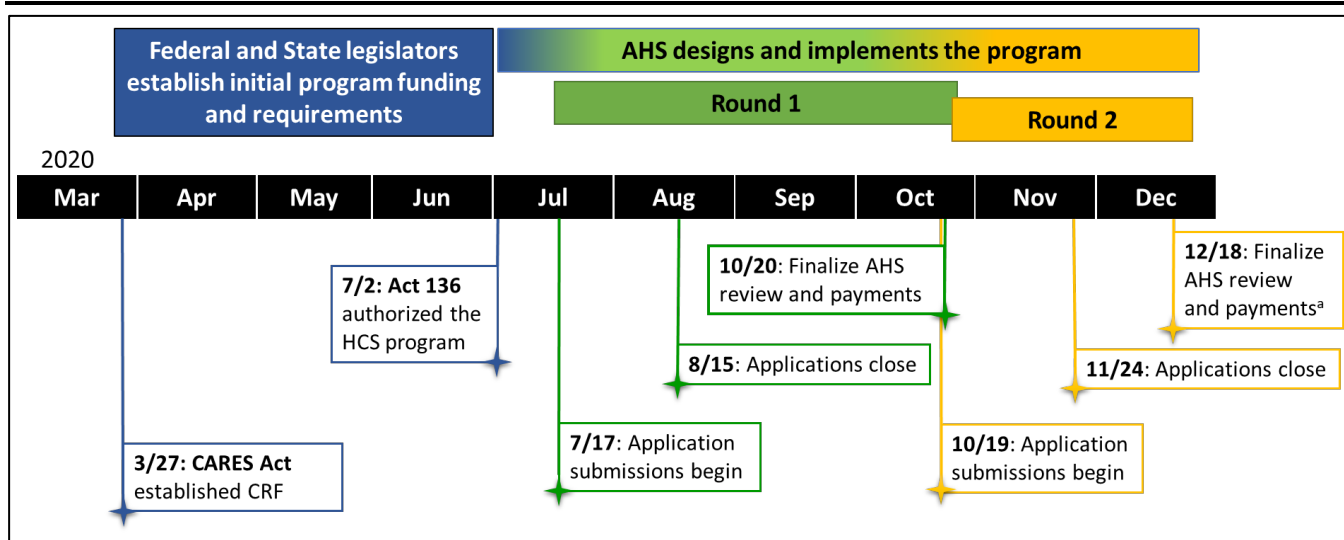 Federal and State legislators
establish initial program funding
and requirements
AHS designs and implements the program
Round 1
Round 2
2020
Mar Apr May Jun Jul Aug Sep Oct Nov Dec
7/2: Act 136
authorized the
HCS program
10/20: Finalize AHS
review and payments
12/18: Finalize
AHS review
and paymentsᵃ
8/15: Applications close
11/24: Applications close
3/27: CARES Act
established CRF
7/17: Application
submissions begin
10/19: Application
submissions begin